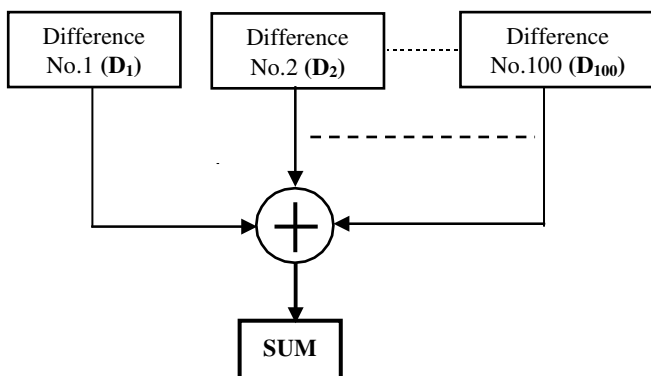 Difference
No.1 (D₁)
Difference
No.2 (D₂)
Difference
No.100 (D₁₀₀)
+
SUM